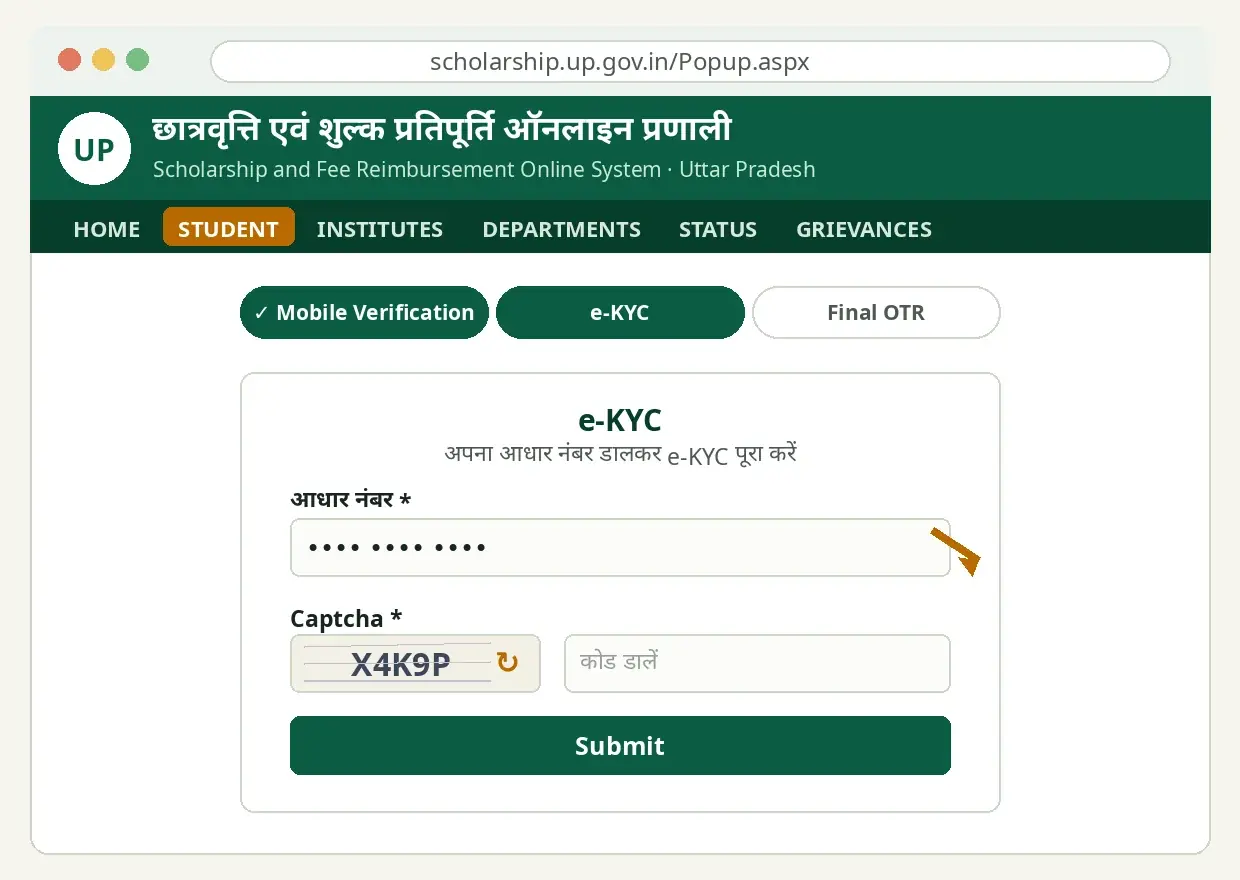 scholarship.up.gov.in/Popup.aspx
UP
छात्रवृत्ति एवं शुल्क प्रतिपूर्ति ऑनलाइन प्रणाली
Scholarship and Fee Reimbursement Online System · Uttar Pradesh
HOME STUDENT INSTITUTES DEPARTMENTS STATUS GRIEVANCES
✓ Mobile Verification e-KYC Final OTR
e-KYC
अपना आधार नंबर डालकर e-KYC पूरा करें
आधार नंबर *
•••• •••• ••••
Captcha *
X4K9P ↻ कोड डालें
Submit